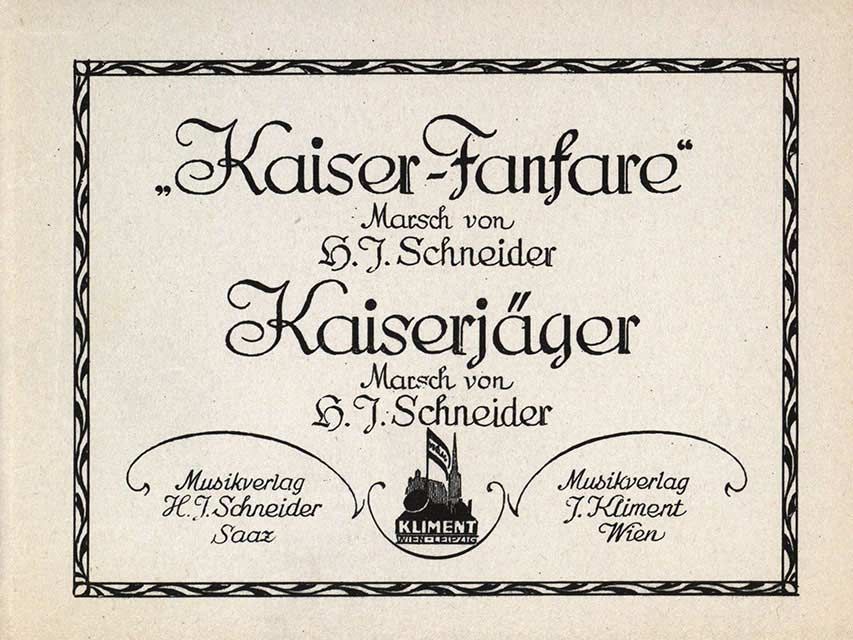 „Kaiser-Fanfare“
Marsch von
H. J. Schneider
Kaiserjäger
Marsch von
H. J. Schneider
Musikverlag
H. J. Schneider
Saaz
KLIMENT
WIEN-LEIPZIG
Musikverlag
J. Kliment
Wien